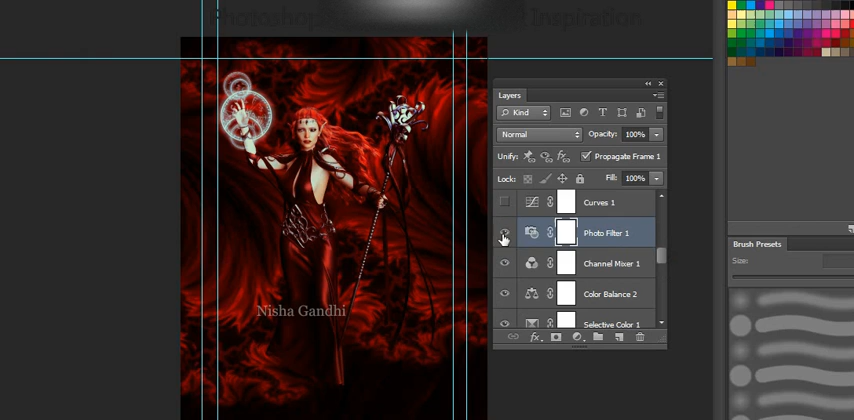 Photoshop Inspiration
Layers
Kind
Normal
Opacity: 100%
Unify:
Propagate Frame 1
Lock:
Fill: 100%
Curves 1
Photo Filter 1
Channel Mixer 1
Color Balance 2
Selective Color 1
fx
Nisha Gandhi
Brush Presets
Size: